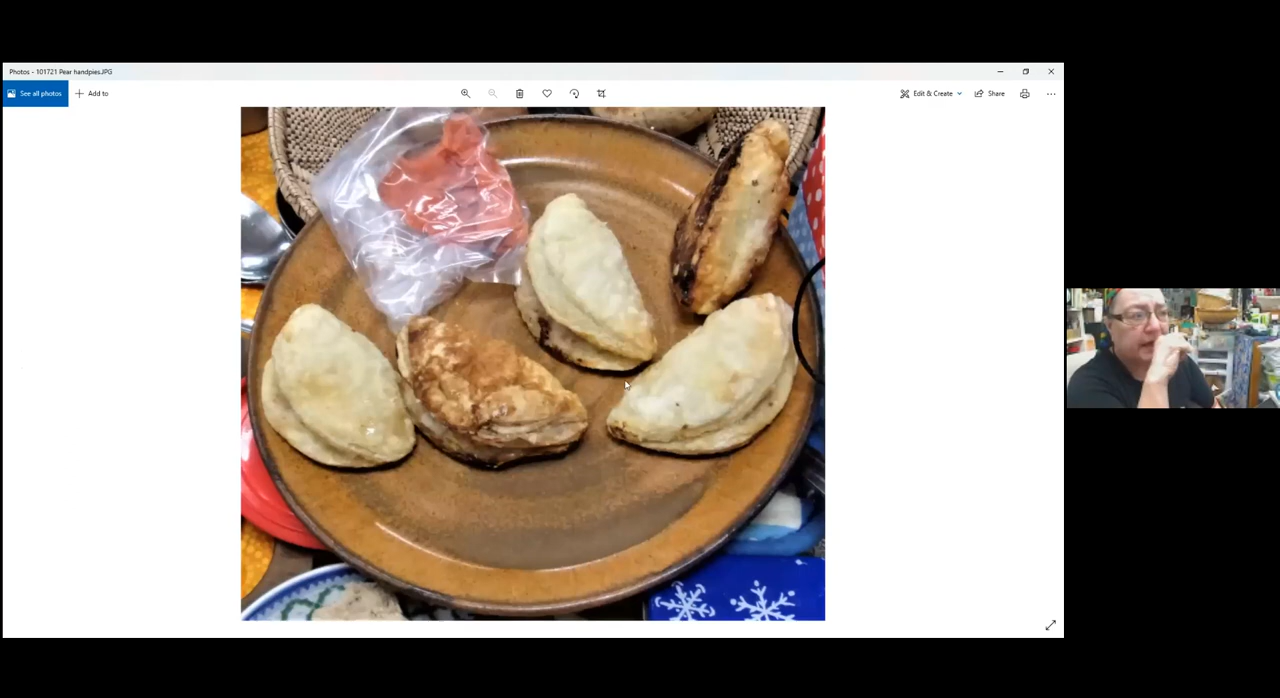 Photos - 101721 Pear handpies.JPG
See all photos
Add to
Edit & Create
Share